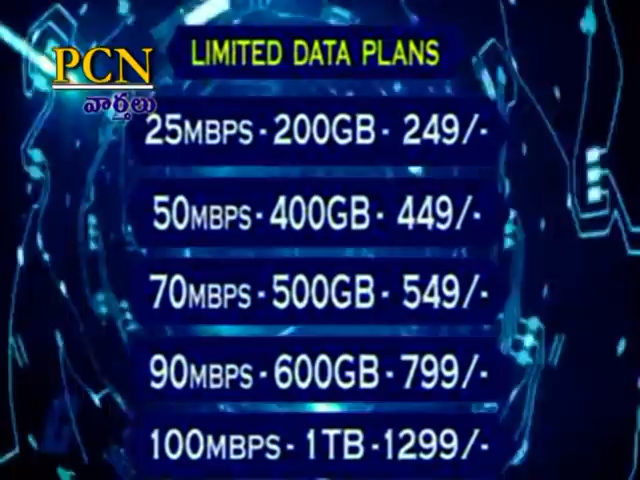 PCN
వార్తలు
LIMITED DATA PLANS
25MBPS - 200GB - 249/-
50MBPS - 400GB - 449/-
70MBPS - 500GB - 549/-
90MBPS - 600GB - 799/-
100MBPS - 1TB -1299/-